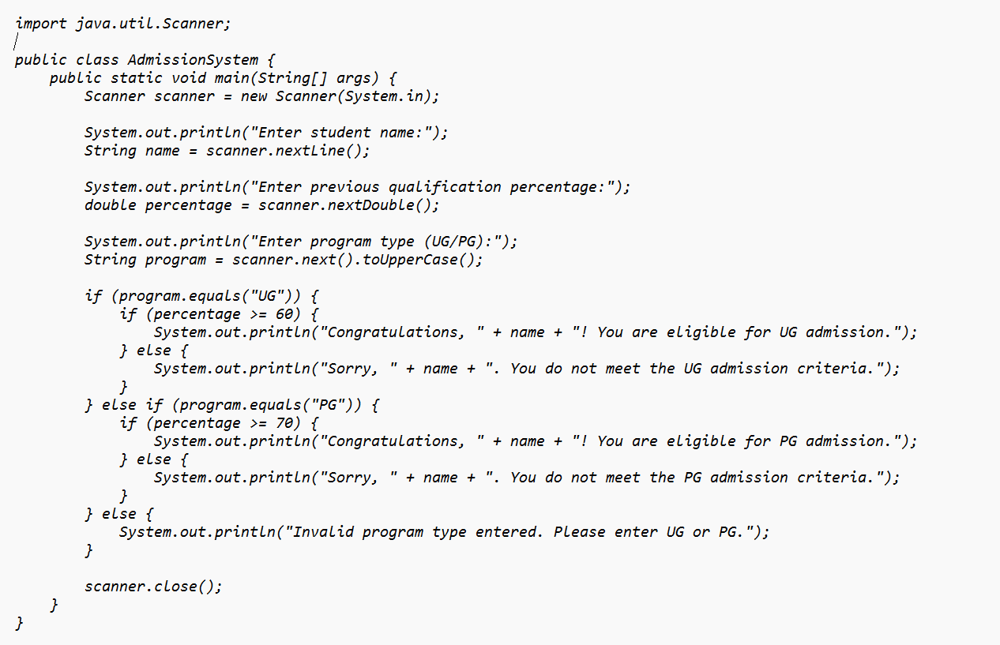 import java.util.Scanner;
public class AdmissionSystem {
    public static void main(String[] args) {
        Scanner scanner = new Scanner(System.in);
        System.out.println("Enter student name:");
        String name = scanner.nextLine();
        System.out.println("Enter previous qualification percentage:");
        double percentage = scanner.nextDouble();
        System.out.println("Enter program type (UG/PG):");
        String program = scanner.next().toUpperCase();
        if (program.equals("UG")) {
            if (percentage >= 60) {
                System.out.println("Congratulations, " + name + "! You are eligible for UG admission.");
            } else {
                System.out.println("Sorry, " + name + ". You do not meet the UG admission criteria.");
            }
        } else if (program.equals("PG")) {
            if (percentage >= 70) {
                System.out.println("Congratulations, " + name + "! You are eligible for PG admission.");
            } else {
                System.out.println("Sorry, " + name + ". You do not meet the PG admission criteria.");
            }
        } else {
            System.out.println("Invalid program type entered. Please enter UG or PG.");
        }
        scanner.close();
    }
}